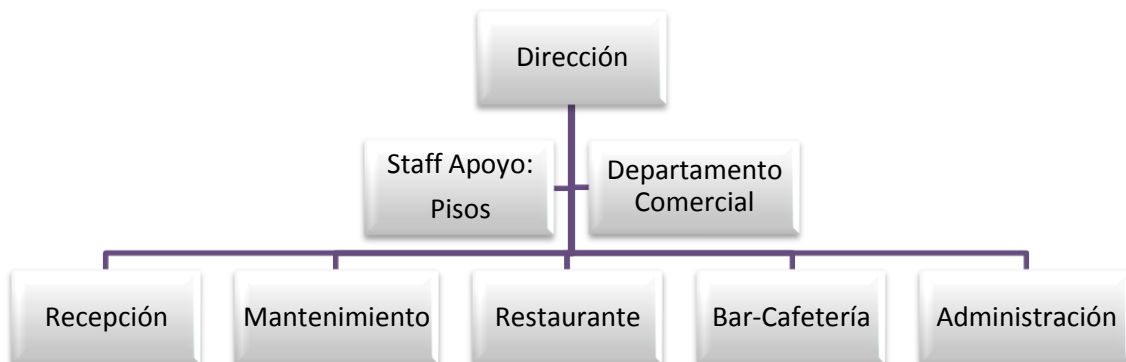 Dirección
Staff Apoyo:
Pisos
Departamento
Comercial
Recepción
Mantenimiento
Restaurante
Bar-Cafetería
Administración